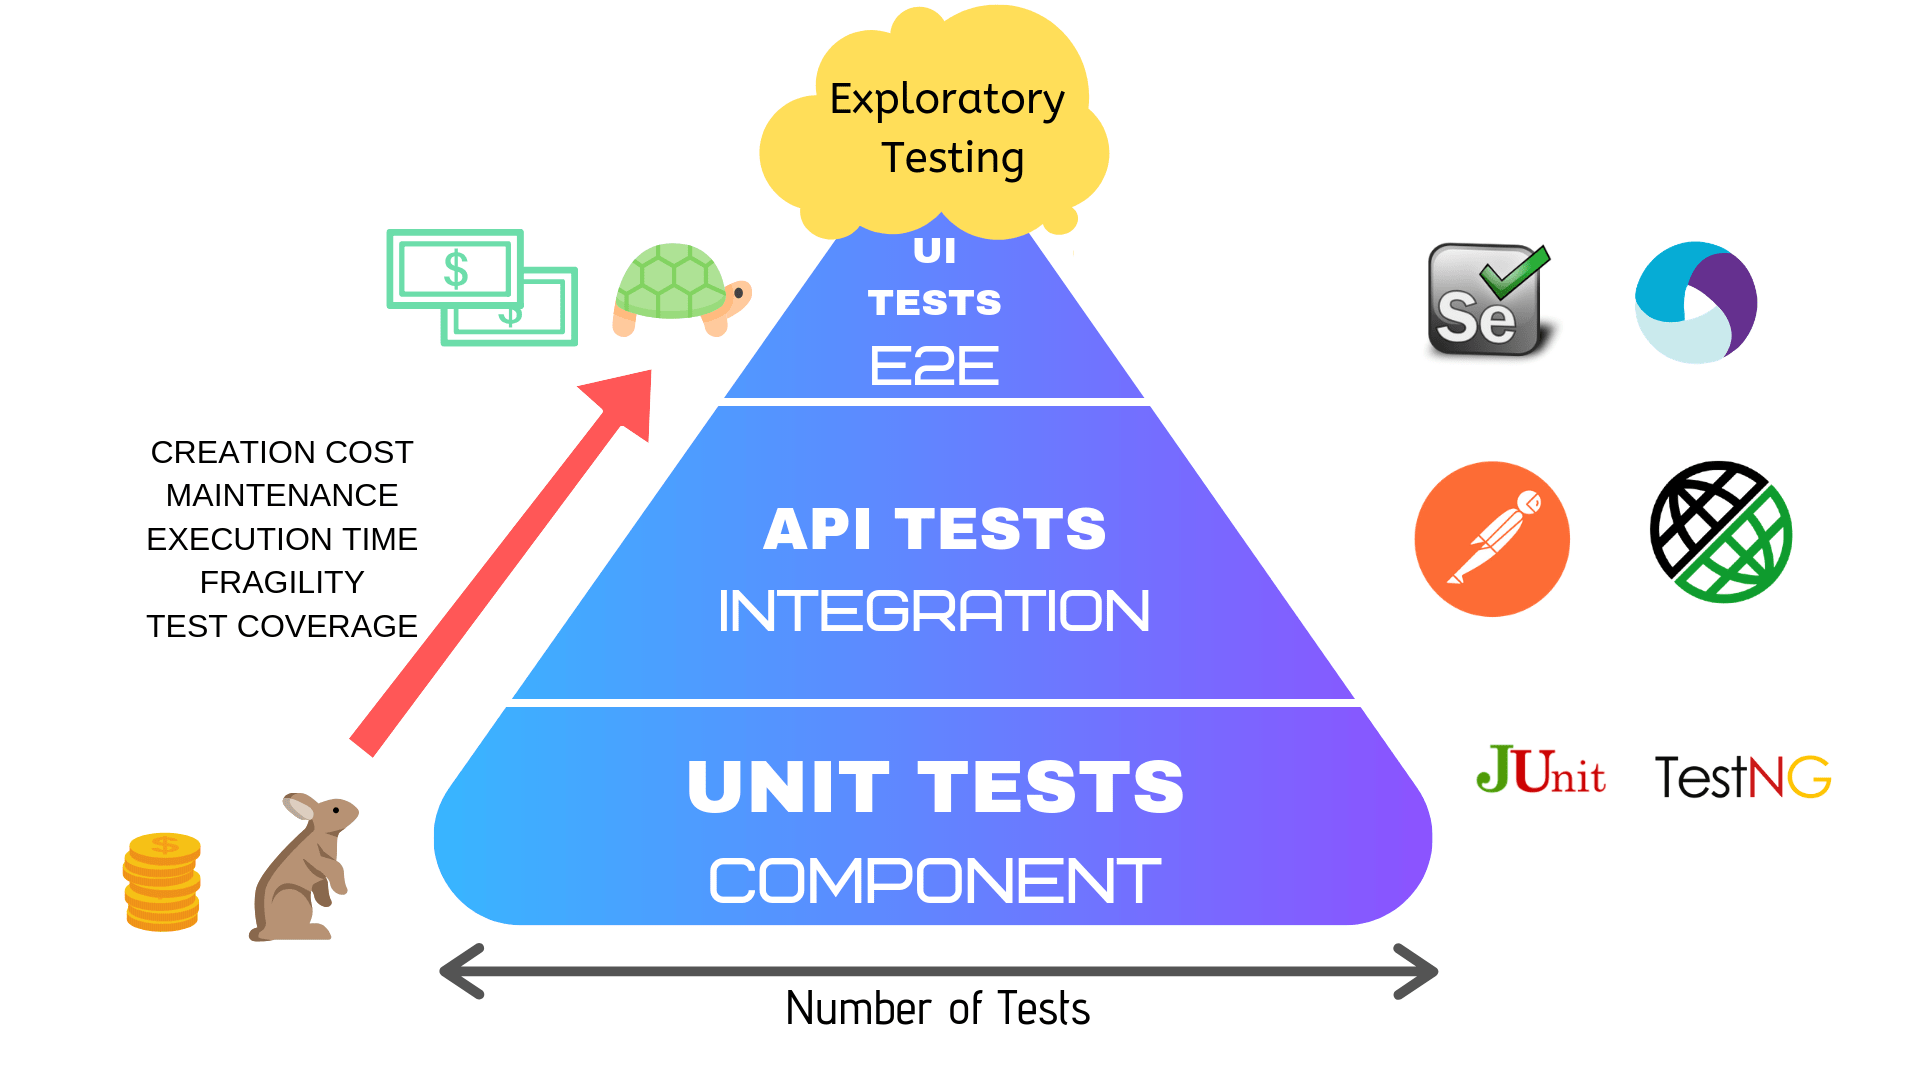 Exploratory
Testing
UI
TESTS
E2E
$
$
Se
CREATION COST
MAINTENANCE
EXECUTION TIME
FRAGILITY
TEST COVERAGE
API TESTS
INTEGRATION
UNIT TESTS
COMPONENT
JUnit
TestNG
$
Number of Tests